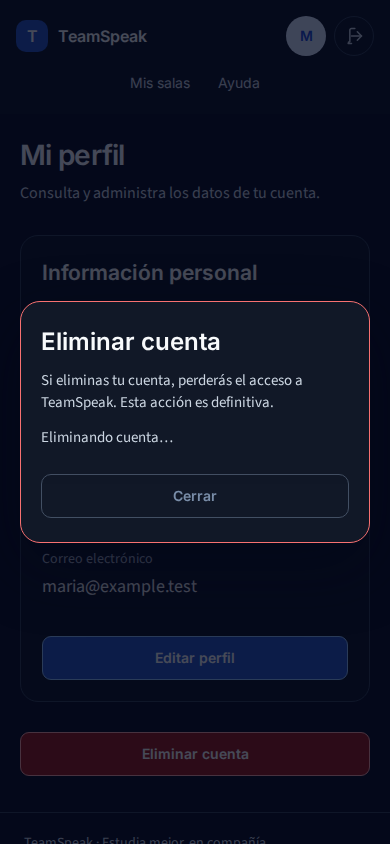 T TeamSpeak M
Mis salas Ayuda
Mi perfil
Consulta y administra los datos de tu cuenta.
Información personal
Eliminar cuenta
Si eliminas tu cuenta, perderás el acceso a
TeamSpeak. Esta acción es definitiva.
Eliminando cuenta…
Cerrar
Correo electrónico
maria@example.test
Editar perfil
Eliminar cuenta
TeamSpeak · Estudia mejor, en compañía